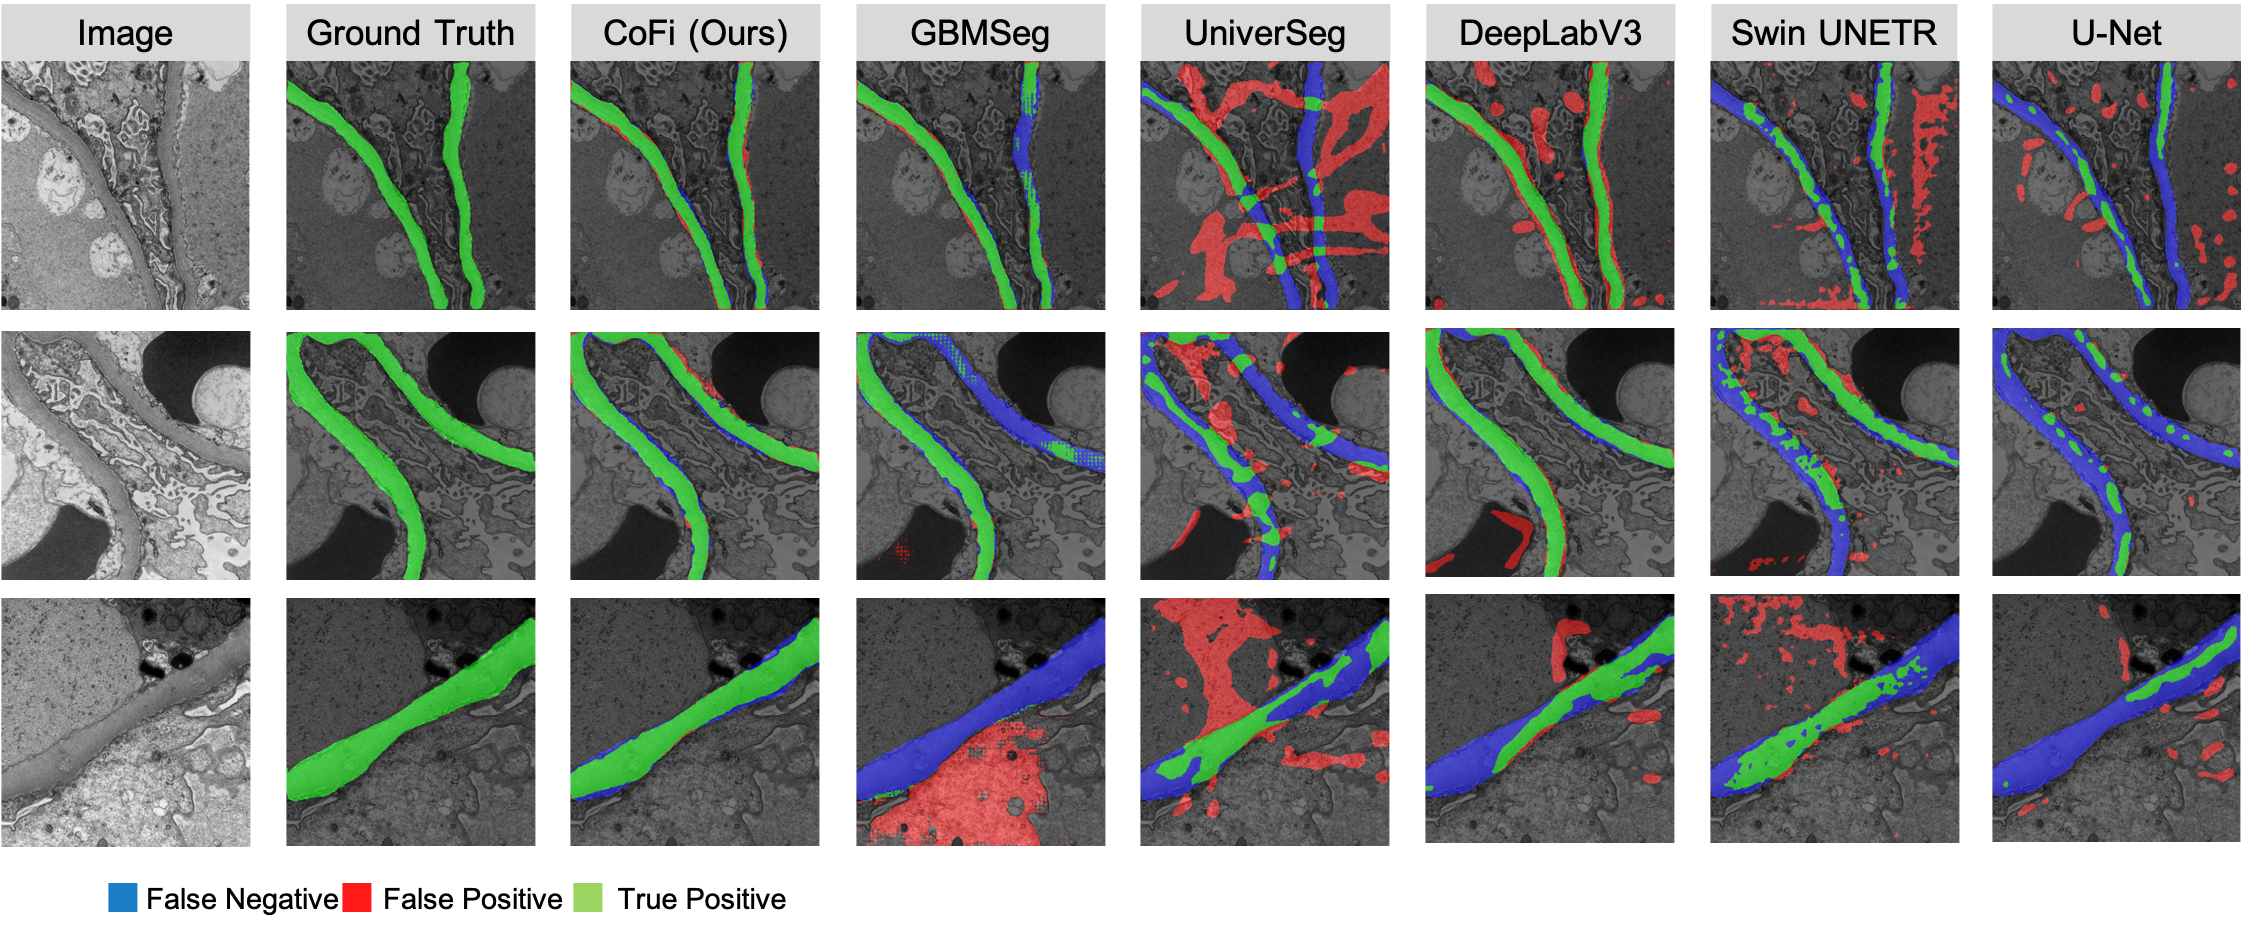 Image
Ground Truth
CoFi (Ours)
GBMSeg
UniverSeg
DeepLabV3
Swin UNETR
U-Net
False Negative
False Positive
True Positive